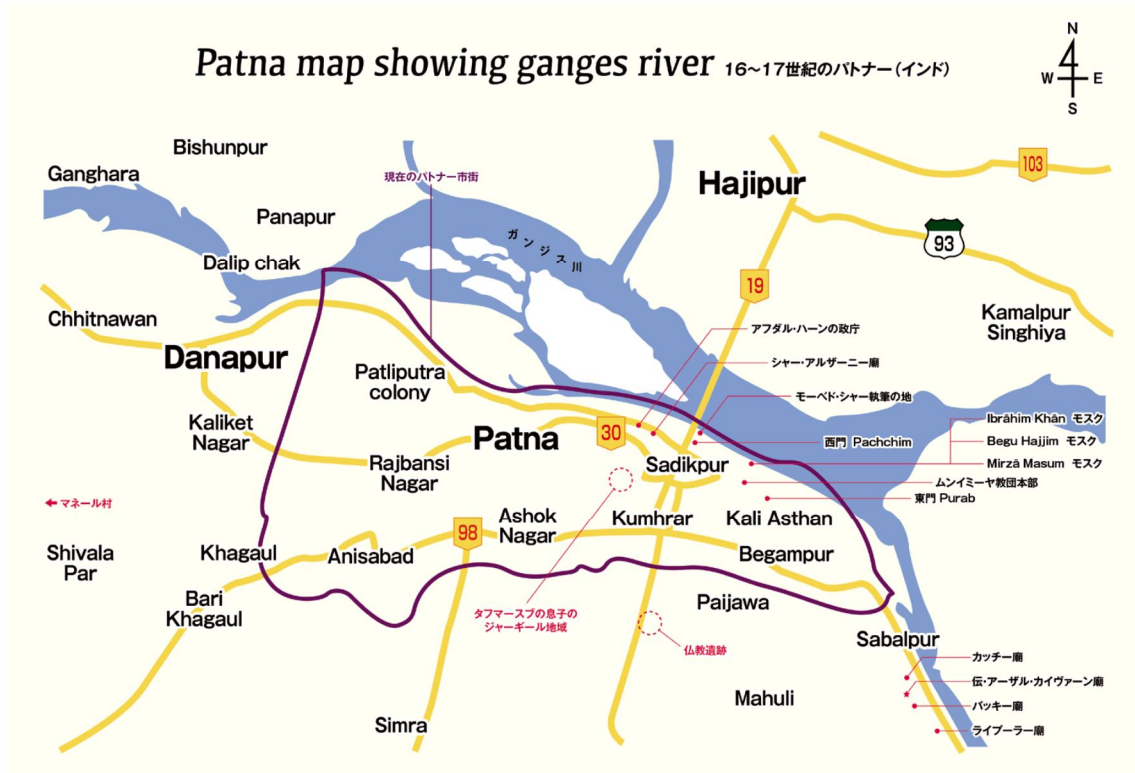 Patna map showing ganges river 16〜17世紀のパトナー(インド)
N
W E
S
Bishunpur
Ganghara
現在のパトナー市街
Hajipur
103
Panapur
ガンジス川
93
Dalip chak
19
Chhitnawan
Kamalpur
Singhiya
アフダル・ハーンの政庁
Danapur
シャー・アルザーニー廟
Patliputra
colony
モーベド・シャー執筆の地
Kaliket
Nagar
Ibrâhim Khân モスク
30
Patna
西門 Pachchim
Begu Hajjim モスク
Rajbansi
Nagar
Sadikpur
Mirzâ Masum モスク
ムンイミーヤ教団本部
東門 Purab
← マネール村
Ashok
Nagar
Kumhrar
Kali Asthan
98
Shivala
Par
Khagaul
Anisabad
Begampur
Bari
Khagaul
タフマースプの息子の
ジャーギール地域
Paijawa
仏教遺跡
Sabalpur
カッチー廟
伝・アーザル・カイヴァーン廟
Mahuli
バッキー廟
Simra
ライプーラー廟